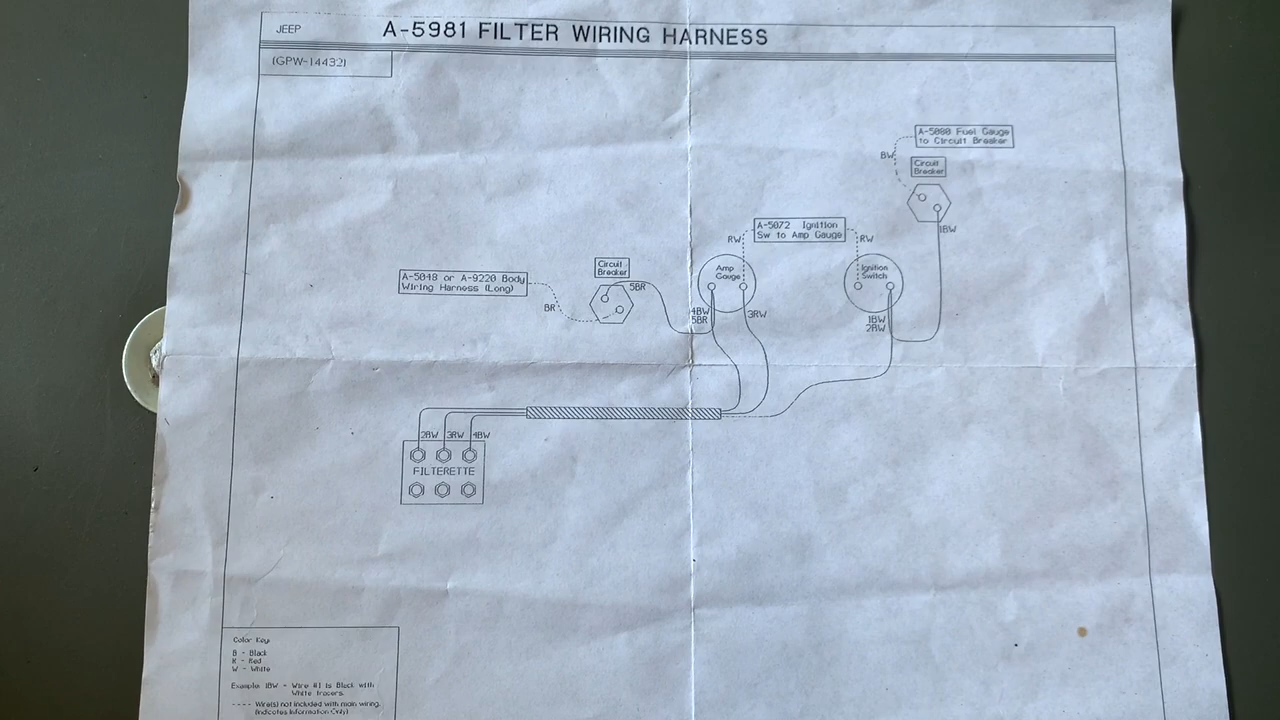 JEEP
A-5981 FILTER WIRING HARNESS
(GPW-14432)
A-5080 Fuel Gauge
to Circuit Breaker
BW
Circuit
Breaker
1BW
A-5072 Ignition
Sw to Amp Gauge
RW
RW
Amp
Gauge
Ignition
Switch
Circuit
Breaker
A-5048 or A-9220 Body
Wiring Harness (Long)
BR
5BR
4BW
5BR
3RW
1BW
2BW
2BW
3RW
4BW
FILTERETTE
Color Key:
B - Black
R - Red
W - White
Example: 1BW - Wire #1 is Black with
White tracers.
---- Wire(s) not included with main wiring.
(Indicates Information Only)